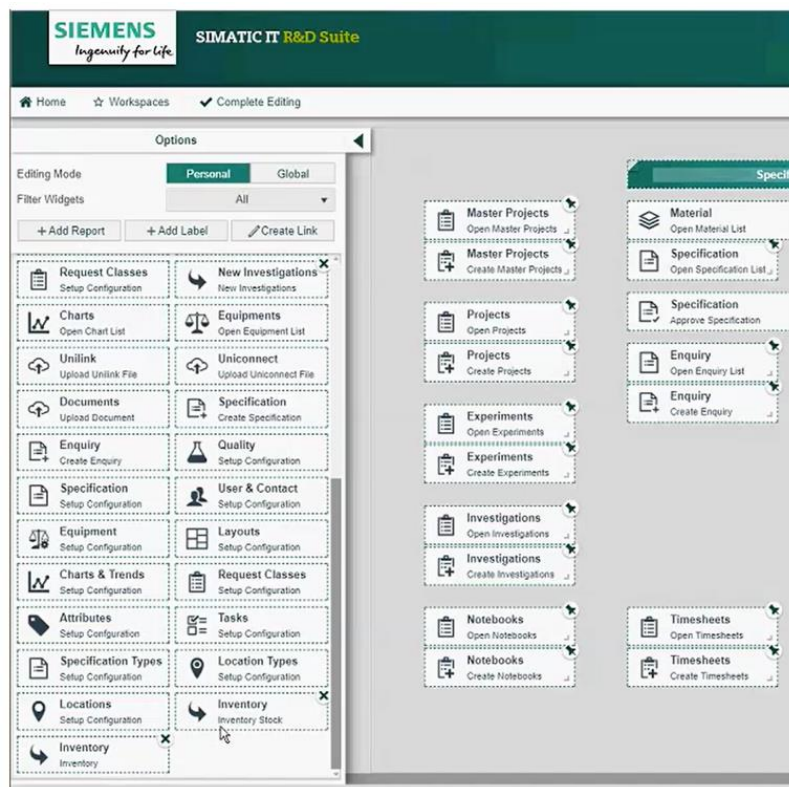 SIEMENS
Ingenuity for life
SIMATIC IT R&D Suite
Home
Workspaces
Complete Editing
Options
Editing Mode
Personal
Global
Filter Widgets
All
+ Add Report
+ Add Label
Create Link
Request Classes
Setup Configuration
New Investigations
New Investigations
Charts
Open Chart List
Equipments
Open Equipment List
Unilink
Upload Unilink File
Uniconnect
Upload Uniconnect File
Documents
Upload Document
Specification
Create Specification
Enquiry
Create Enquiry
Quality
Setup Configuration
Specification
Setup Configuration
User & Contact
Setup Configuration
Equipment
Setup Configuration
Layouts
Setup Configuration
Charts & Trends
Setup Configuration
Request Classes
Setup Configuration
Attributes
Setup Configuration
Tasks
Setup Configuration
Specification Types
Setup Configuration
Location Types
Setup Configuration
Locations
Setup Configuration
Inventory
Inventory Stock
Inventory
Inventory
Master Projects
Open Master Projects
Master Projects
Create Master Projects
Projects
Open Projects
Projects
Create Projects
Experiments
Open Experiments
Experiments
Create Experiments
Investigations
Open Investigations
Investigations
Create Investigations
Notebooks
Open Notebooks
Notebooks
Create Notebooks
Material
Open Material List
Specification
Open Specification List
Specification
Approve Specification
Enquiry
Open Enquiry List
Enquiry
Create Enquiry
Timesheets
Open Timesheets
Timesheets
Create Timesheets